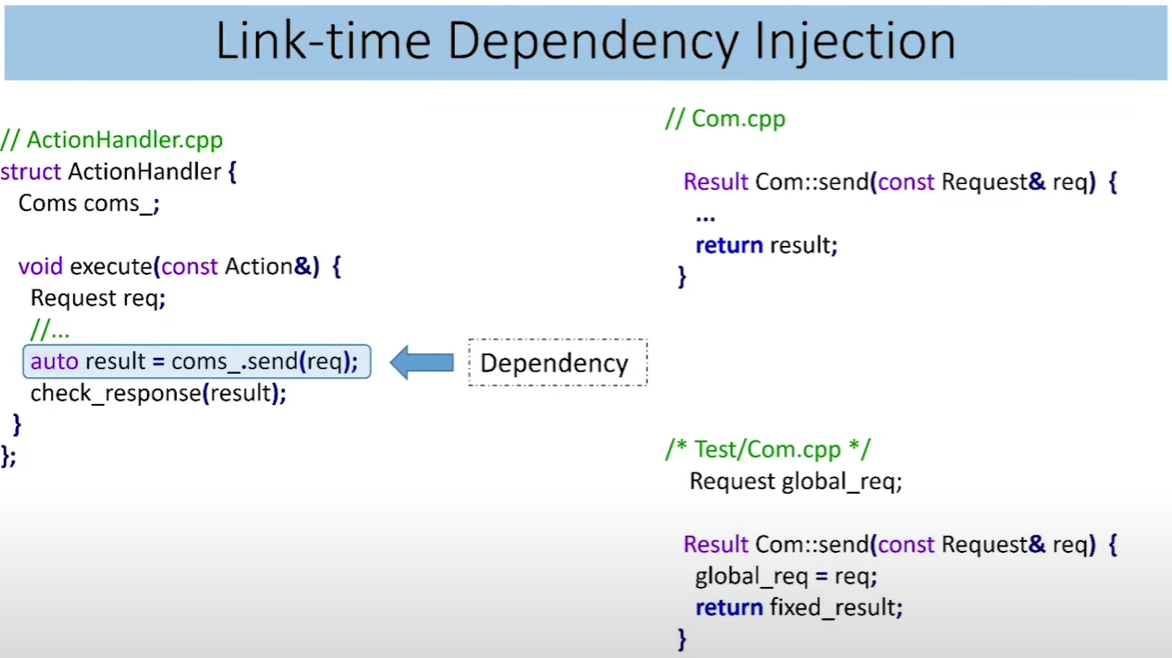 Link-time Dependency Injection
// ActionHandler.cpp
struct ActionHandler {
Coms coms_;
void execute(const Action&) {
Request req;
//...
auto result = coms_.send(req);
check_response(result);
}
};
Dependency
// Com.cpp
Result Com::send(const Request& req) {
...
return result;
}
/* Test/Com.cpp */
Request global_req;
Result Com::send(const Request& req) {
global_req = req;
return fixed_result;
}